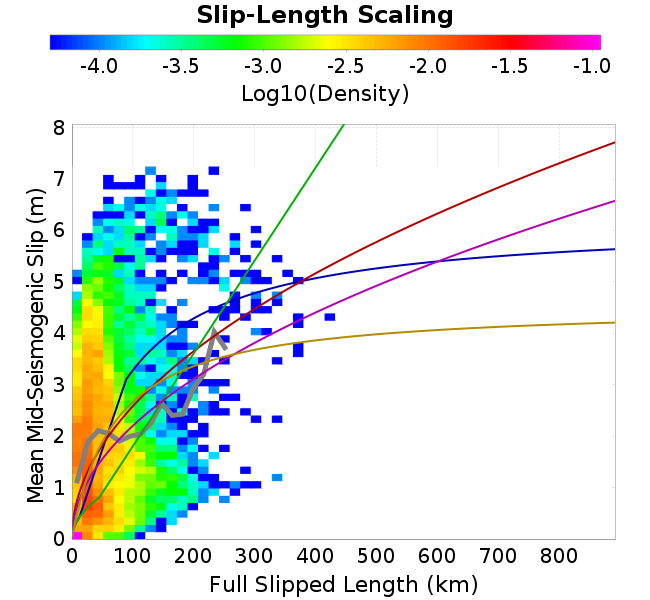 Slip-Length Scaling
-4.0 -3.5 -3.0 -2.5 -2.0 -1.5 -1.0
Log10(Density)
8
7
6
5
4
3
2
1
0
Mean Mid-Seismogenic Slip (m)
0 100 200 300 400 500 600 700 800
Full Slipped Length (km)